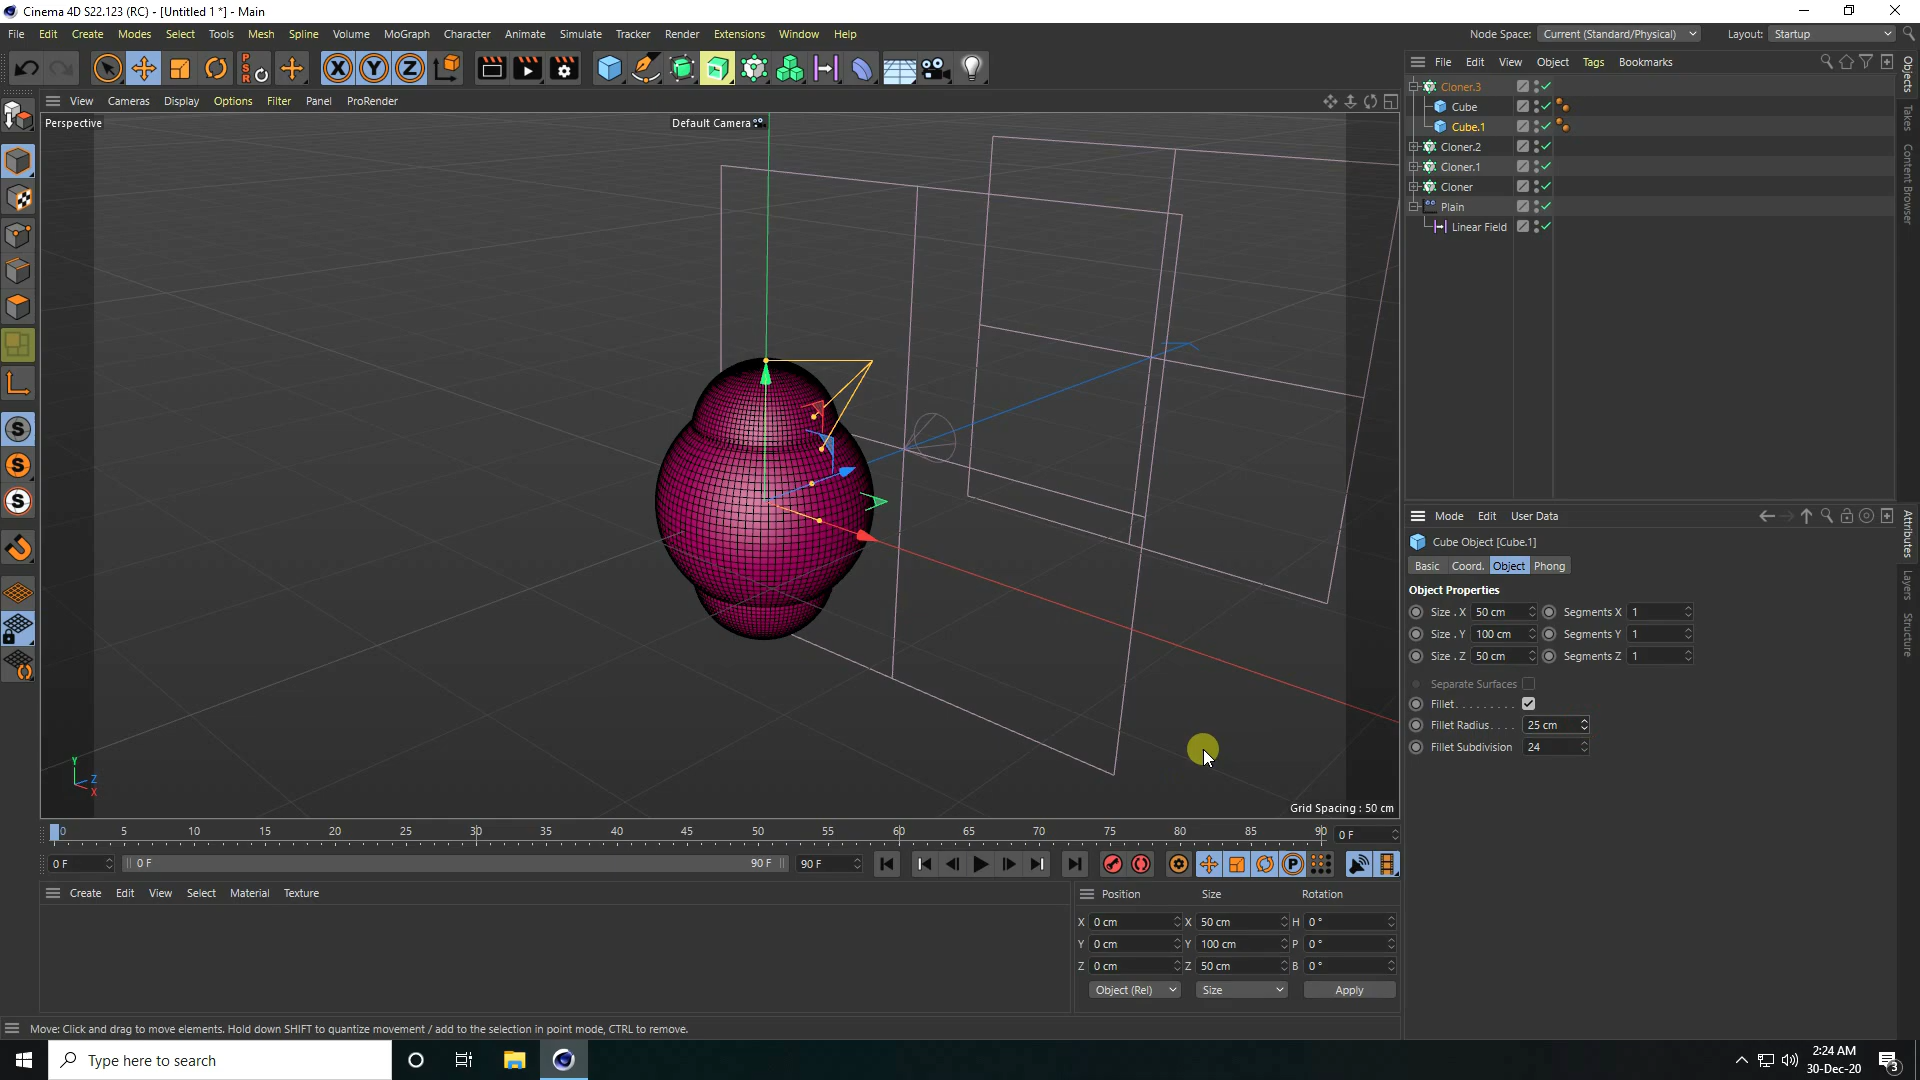 Cinema 4D S22.123 (RC) - [Untitled 1 *] - Main
File Edit Create Modes Select Tools Mesh Spline Volume MoGraph Character Animate Simulate Tracker Render Extensions Window Help
Node Space: Current (Standard/Physical) Layout: Startup
X Y Z
PSR
File Edit View Object Tags Bookmarks
View Cameras Display Options Filter Panel ProRender
Perspective
Default Camera
Cloner.3
Cube
Cube.1
Cloner.2
Cloner.1
Cloner
Plain
Linear Field
Objects
Takes
Content Browser
S
S
S
Mode Edit User Data
Cube Object [Cube.1]
Basic Coord. Object Phong
Object Properties
Size . X 50 cm Segments X 1
Size . Y 100 cm Segments Y 1
Size . Z 50 cm Segments Z 1
Separate Surfaces
Fillet. . . . . . . . .
Fillet Radius. . . . 25 cm
Fillet Subdivision 24
Attributes
Layers
Structure
Y
Z
X
Grid Spacing : 50 cm
0 5 10 15 20 25 30 35 40 45 50 55 60 65 70 75 80 85 90 0 F
0 F 0 F 90 F 90 F
P
Create Edit View Select Material Texture
Position Size Rotation
X 0 cm X 50 cm H 0 °
Y 0 cm Y 100 cm P 0 °
Z 0 cm Z 50 cm B 0 °
Object (Rel) Size Apply
Move: Click and drag to move elements. Hold down SHIFT to quantize movement / add to the selection in point mode, CTRL to remove.
Type here to search
2:24 AM
30-Dec-20
3